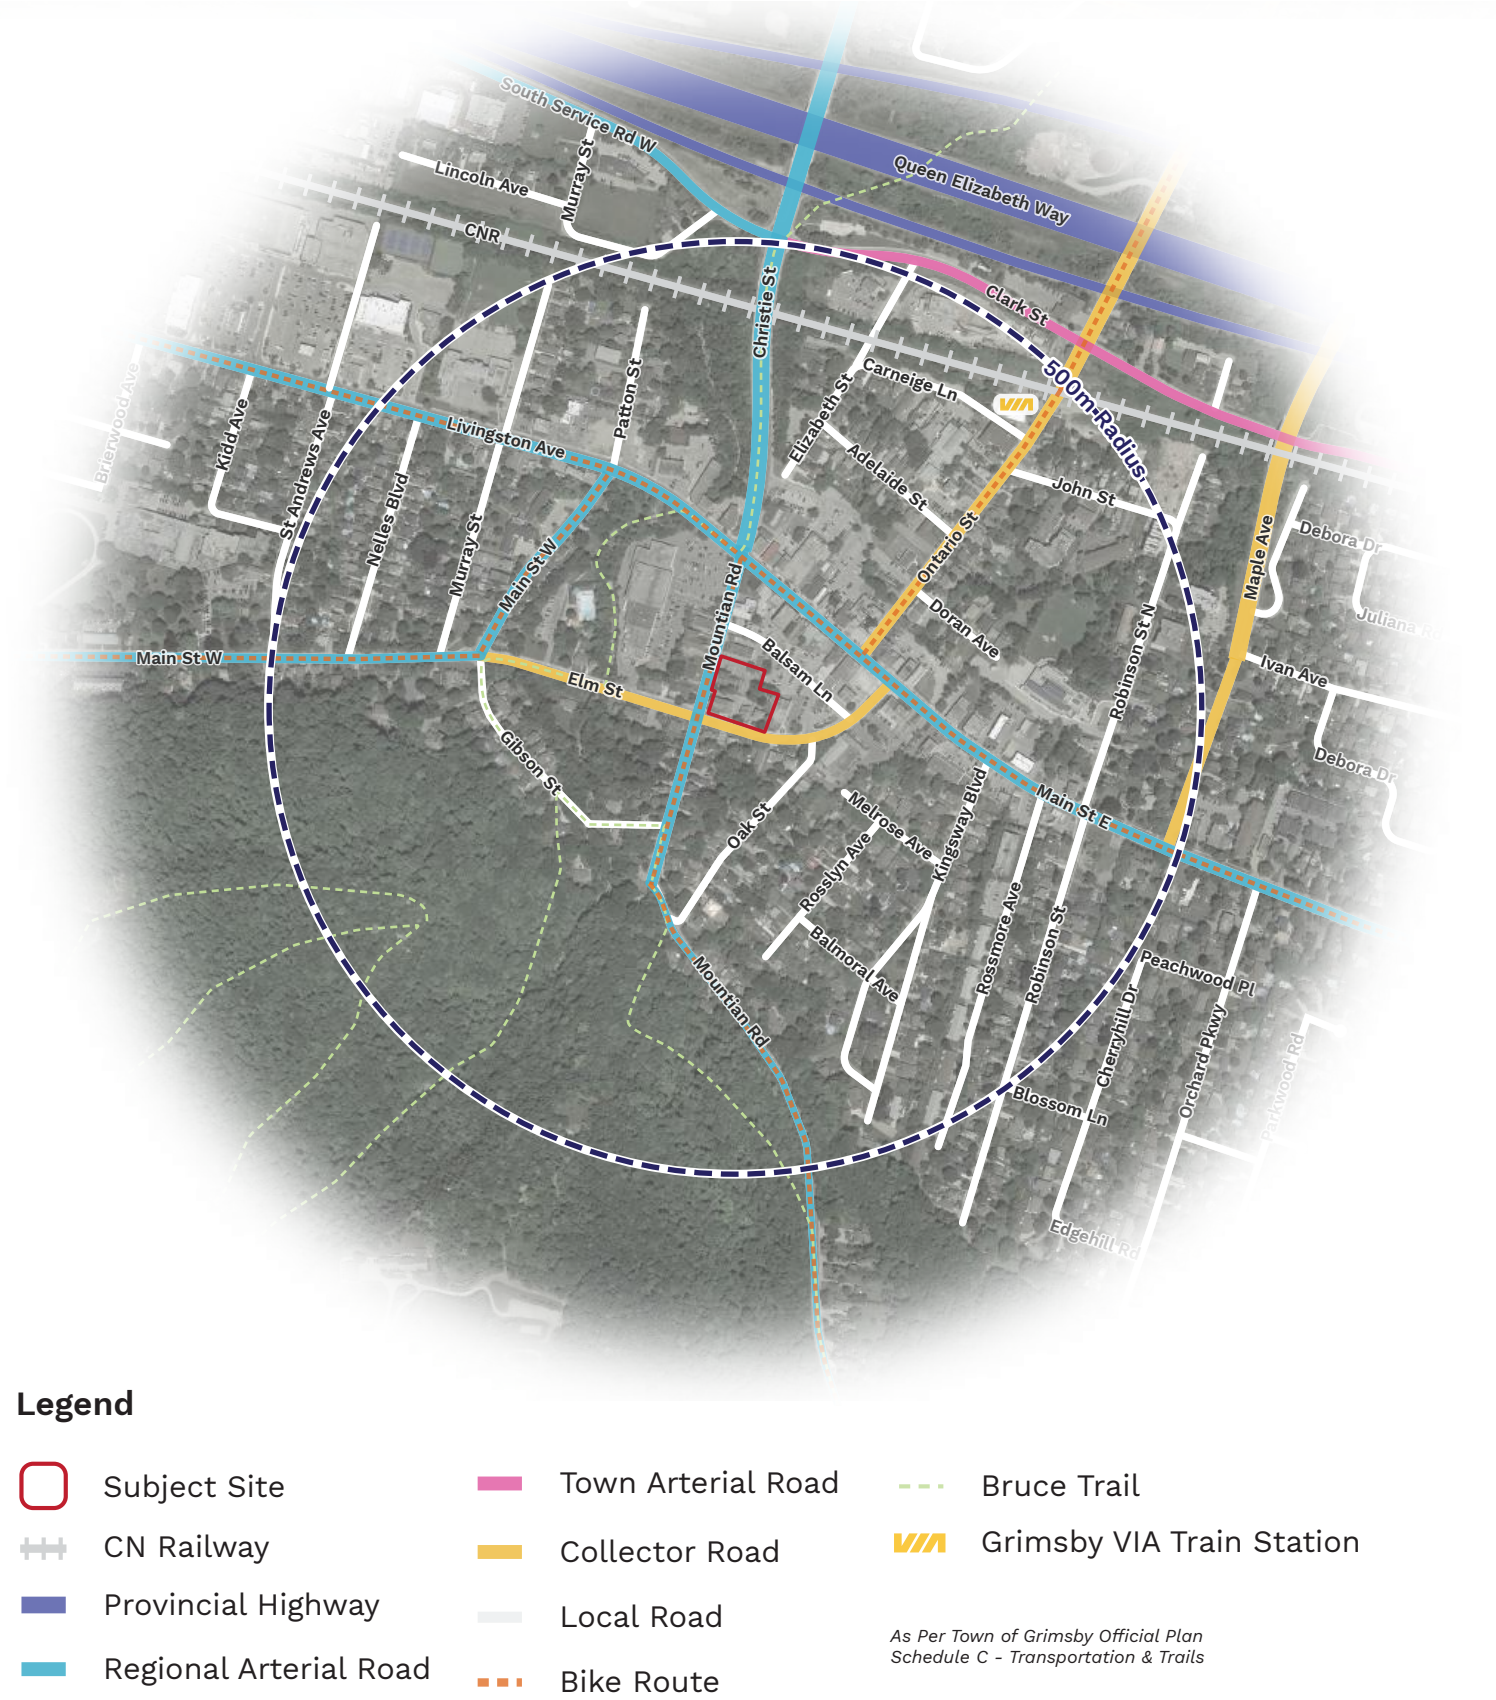 South Service Rd W
Queen Elizabeth Way
Lincoln Ave
Murray St
CNR
Christie St
Clark St
500m Radius
Carneige Ln
VIA
Elizabeth St
Patton St
Brierwood Ave
Kidd Ave
St Andrews Ave
Livingston Ave
Adelaide St
John St
Nelles Blvd
Murray St
Main St W
Ontario St
Maple Ave
Debora Dr
Juliana Rd
Mountian Rd
Doran Ave
Balsam Ln
Robinson St N
Ivan Ave
Main St W
Elm St
Gibson St
Debora Dr
Main St E
Oak St
Melrose Ave
Rosslyn Ave
Kingsway Blvd
Balmoral Ave
Rossmore Ave
Robinson St
Peachwood Pl
Mountian Rd
Cherryhill Dr
Orchard Pkwy
Parkwood Rd
Blossom Ln
Edgehill Rd
Legend
Subject Site
CN Railway
Provincial Highway
Regional Arterial Road
Town Arterial Road
Collector Road
Local Road
Bike Route
Bruce Trail
VIA
Grimsby VIA Train Station
As Per Town of Grimsby Official Plan
Schedule C - Transportation & Trails